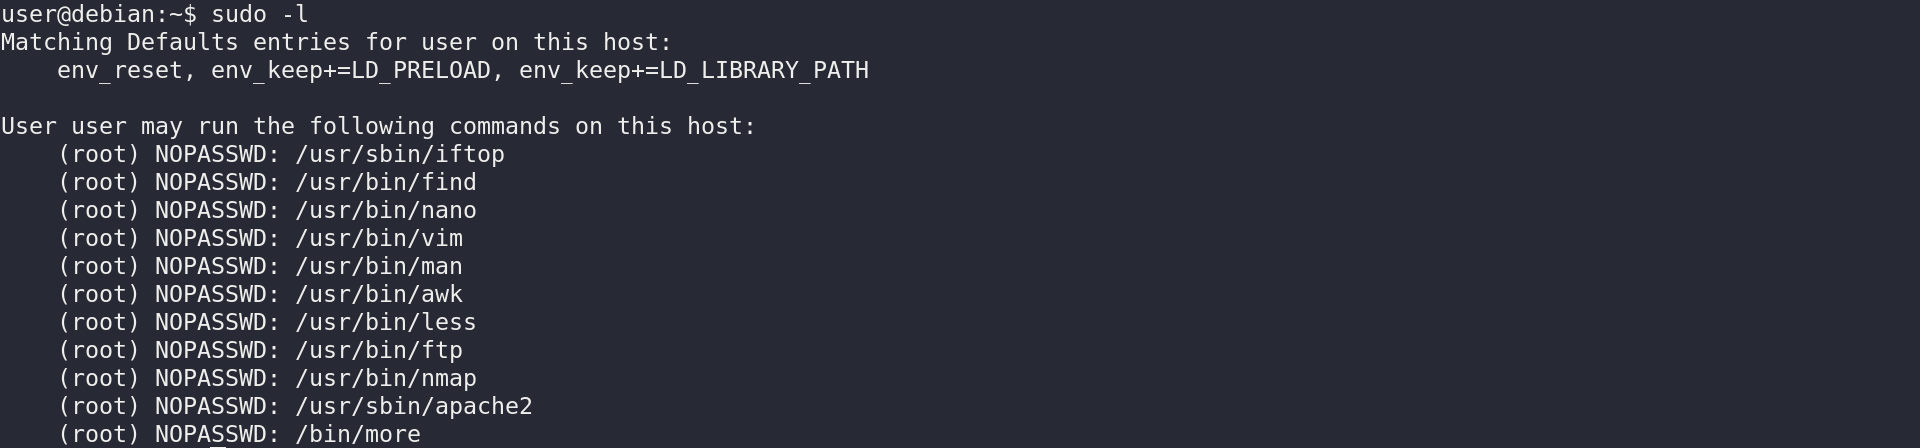 user@debian:~$ sudo -l
Matching Defaults entries for user on this host:
    env_reset, env_keep+=LD_PRELOAD, env_keep+=LD_LIBRARY_PATH

User user may run the following commands on this host:
    (root) NOPASSWD: /usr/sbin/iftop
    (root) NOPASSWD: /usr/bin/find
    (root) NOPASSWD: /usr/bin/nano
    (root) NOPASSWD: /usr/bin/vim
    (root) NOPASSWD: /usr/bin/man
    (root) NOPASSWD: /usr/bin/awk
    (root) NOPASSWD: /usr/bin/less
    (root) NOPASSWD: /usr/bin/ftp
    (root) NOPASSWD: /usr/bin/nmap
    (root) NOPASSWD: /usr/sbin/apache2
    (root) NOPASSWD: /bin/more